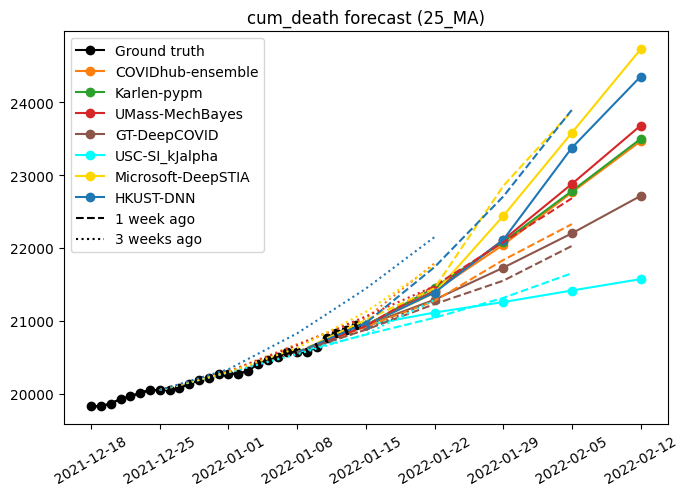 cum_death forecast (25_MA)
Ground truth
COVIDhub-ensemble
Karlen-pypm
UMass-MechBayes
GT-DeepCOVID
USC-SI_kJalpha
Microsoft-DeepSTIA
HKUST-DNN
1 week ago
3 weeks ago
24000
23000
22000
21000
20000
2021-12-18
2021-12-25
2022-01-01
2022-01-08
2022-01-15
2022-01-22
2022-01-29
2022-02-05
2022-02-12